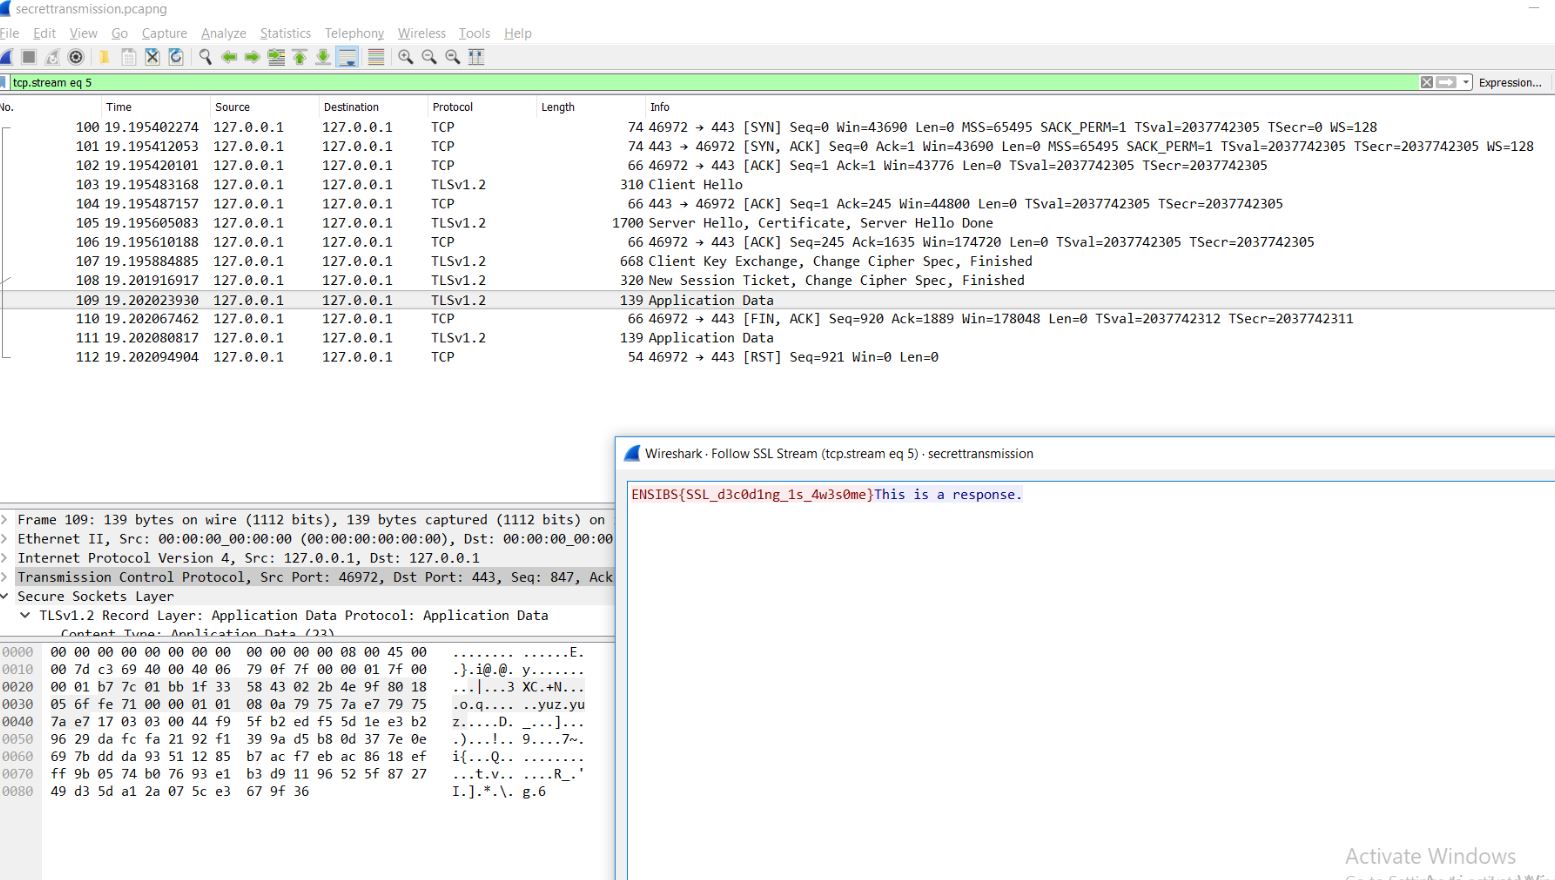 secrettransmission.pcapng
File Edit View Go Capture Analyze Statistics Telephony Wireless Tools Help
tcp.stream eq 5 Expression...
No. Time Source Destination Protocol Length Info
100 19.195402274 127.0.0.1 127.0.0.1 TCP 74 46972 → 443 [SYN] Seq=0 Win=43690 Len=0 MSS=65495 SACK_PERM=1 TSval=2037742305 TSecr=0 WS=128
101 19.195412053 127.0.0.1 127.0.0.1 TCP 74 443 → 46972 [SYN, ACK] Seq=0 Ack=1 Win=43690 Len=0 MSS=65495 SACK_PERM=1 TSval=2037742305 TSecr=2037742305 WS=128
102 19.195420101 127.0.0.1 127.0.0.1 TCP 66 46972 → 443 [ACK] Seq=1 Ack=1 Win=43776 Len=0 TSval=2037742305 TSecr=2037742305
103 19.195483168 127.0.0.1 127.0.0.1 TLSv1.2 310 Client Hello
104 19.195487157 127.0.0.1 127.0.0.1 TCP 66 443 → 46972 [ACK] Seq=1 Ack=245 Win=44800 Len=0 TSval=2037742305 TSecr=2037742305
105 19.195605083 127.0.0.1 127.0.0.1 TLSv1.2 1700 Server Hello, Certificate, Server Hello Done
106 19.195610188 127.0.0.1 127.0.0.1 TCP 66 46972 → 443 [ACK] Seq=245 Ack=1635 Win=174720 Len=0 TSval=2037742305 TSecr=2037742305
107 19.195884885 127.0.0.1 127.0.0.1 TLSv1.2 668 Client Key Exchange, Change Cipher Spec, Finished
108 19.201916917 127.0.0.1 127.0.0.1 TLSv1.2 320 New Session Ticket, Change Cipher Spec, Finished
109 19.202023930 127.0.0.1 127.0.0.1 TLSv1.2 139 Application Data
110 19.202067462 127.0.0.1 127.0.0.1 TCP 66 46972 → 443 [FIN, ACK] Seq=920 Ack=1889 Win=178048 Len=0 TSval=2037742312 TSecr=2037742311
111 19.202080817 127.0.0.1 127.0.0.1 TLSv1.2 139 Application Data
112 19.202094904 127.0.0.1 127.0.0.1 TCP 54 46972 → 443 [RST] Seq=921 Win=0 Len=0
Wireshark · Follow SSL Stream (tcp.stream eq 5) · secrettransmission
ENSIBS{SSL_d3c0d1ng_1s_4w3s0me}This is a response.
Frame 109: 139 bytes on wire (1112 bits), 139 bytes captured (1112 bits) on
Ethernet II, Src: 00:00:00_00:00:00 (00:00:00:00:00:00), Dst: 00:00:00_00:00
Internet Protocol Version 4, Src: 127.0.0.1, Dst: 127.0.0.1
Transmission Control Protocol, Src Port: 46972, Dst Port: 443, Seq: 847, Ack
Secure Sockets Layer
TLSv1.2 Record Layer: Application Data Protocol: Application Data
Content Type: Application Data (23)
0000 00 00 00 00 00 00 00 00 00 00 00 00 08 00 45 00 ........ ......E.
0010 00 7d c3 69 40 00 40 06 79 0f 7f 00 00 01 7f 00 .}.i@.@. y.......
0020 00 01 b7 7c 01 bb 1f 33 58 43 02 2b 4e 9f 80 18 ...|...3 XC.+N...
0030 05 6f fe 71 00 00 01 01 08 0a 79 75 7a e7 79 75 .o.q.... ..yuz.yu
0040 7a e7 17 03 03 00 44 f9 5f b2 ed f5 5d 1e e3 b2 z.....D. _...]...
0050 96 29 da fc fa 21 92 f1 39 9a d5 b8 0d 37 7e 0e .)...!.. 9....7~.
0060 69 7b dd da 93 51 12 85 b7 ac f7 eb ac 86 18 ef i{...Q.. ........
0070 ff 9b 05 74 b0 76 93 e1 b3 d9 11 96 52 5f 87 27 ...t.v.. ....R_.'
0080 49 d3 5d a1 2a 07 5c e3 67 9f 36 I.].*.\. g.6
Activate Windows